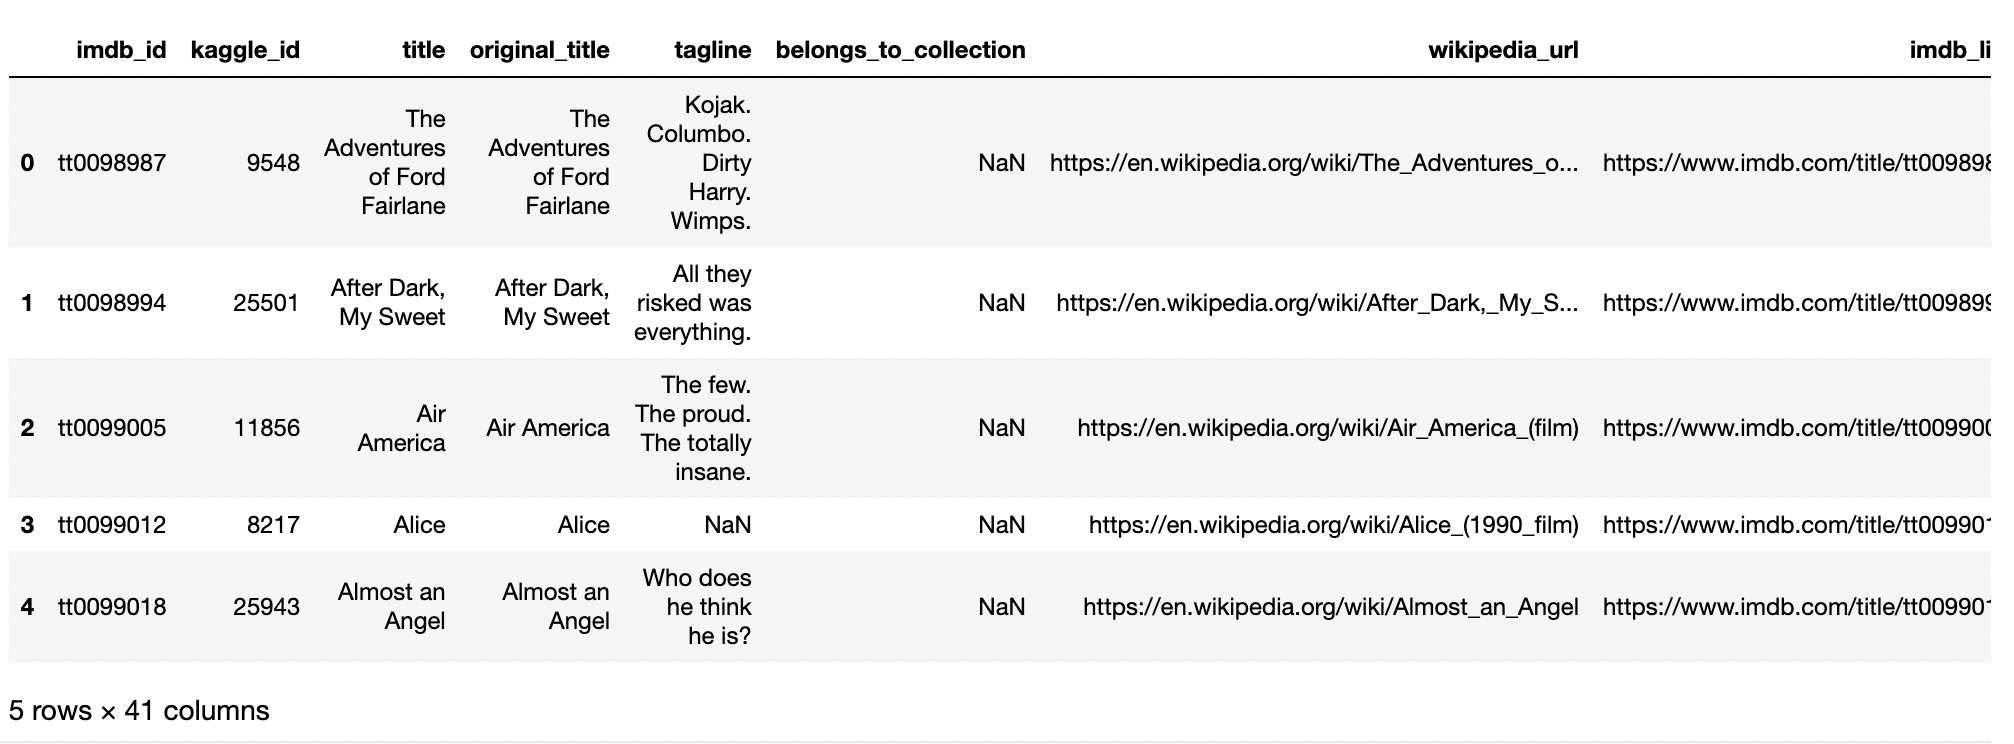 imdb_id kaggle_id title original_title tagline belongs_to_collection wikipedia_url imdb_li
0 tt0098987 9548 The Adventures of Ford Fairlane The Adventures of Ford Fairlane Kojak. Columbo. Dirty Harry. Wimps. NaN https://en.wikipedia.org/wiki/The_Adventures_o... https://www.imdb.com/title/tt009898
1 tt0098994 25501 After Dark, My Sweet After Dark, My Sweet All they risked was everything. NaN https://en.wikipedia.org/wiki/After_Dark,_My_S... https://www.imdb.com/title/tt009899
2 tt0099005 11856 Air America Air America The few. The proud. The totally insane. NaN https://en.wikipedia.org/wiki/Air_America_(film) https://www.imdb.com/title/tt009900
3 tt0099012 8217 Alice Alice NaN NaN https://en.wikipedia.org/wiki/Alice_(1990_film) https://www.imdb.com/title/tt009901
4 tt0099018 25943 Almost an Angel Almost an Angel Who does he think he is? NaN https://en.wikipedia.org/wiki/Almost_an_Angel https://www.imdb.com/title/tt009901
5 rows × 41 columns